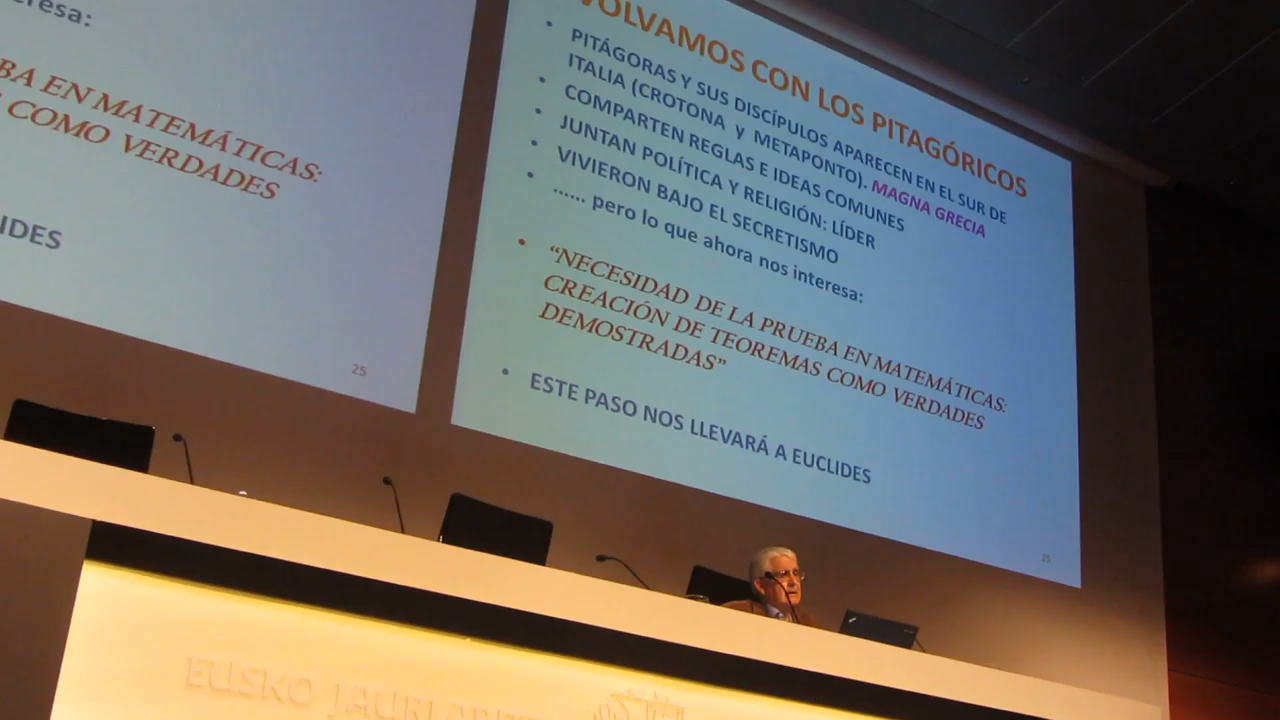 eresa:
BA EN MATEMÁTICAS:
COMO VERDADES
IDES
25
VOLVAMOS CON LOS PITAGÓRICOS
• PITÁGORAS Y SUS DISCÍPULOS APARECEN EN EL SUR DE
ITALIA (CROTONA y METAPONTO). MAGNA GRECIA
• COMPARTEN REGLAS E IDEAS COMUNES
• JUNTAN POLÍTICA Y RELIGIÓN: LÍDER
• VIVIERON BAJO EL SECRETISMO
• ...... pero lo que ahora nos interesa:
• “NECESIDAD DE LA PRUEBA EN MATEMÁTICAS:
CREACIÓN DE TEOREMAS COMO VERDADES
DEMOSTRADAS”
• ESTE PASO NOS LLEVARÁ A EUCLIDES
25
EUSKO JAURLARITZA